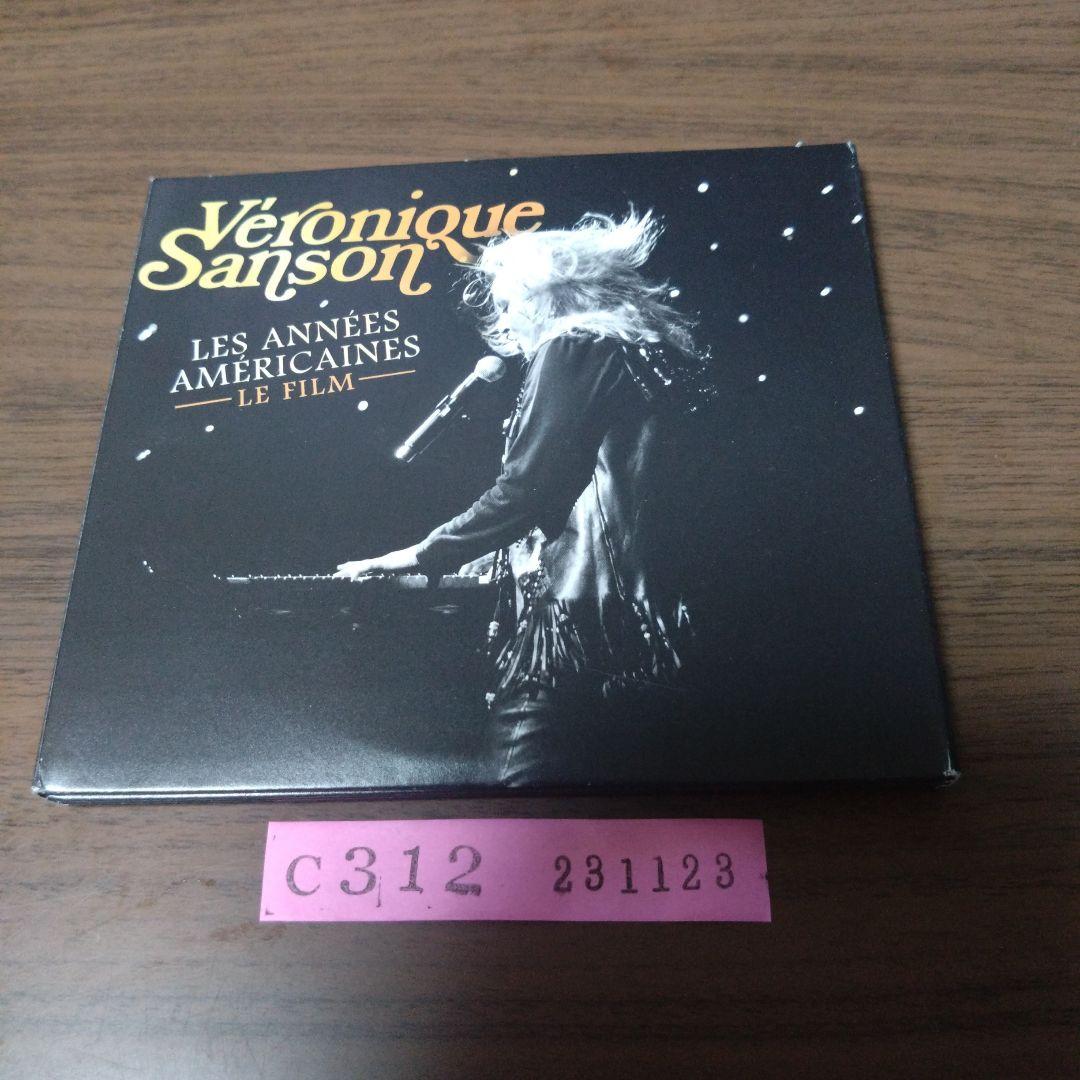 Véronique
Sanson
LES ANNÉES
AMÉRICAINES
LE FILM
C312 231123